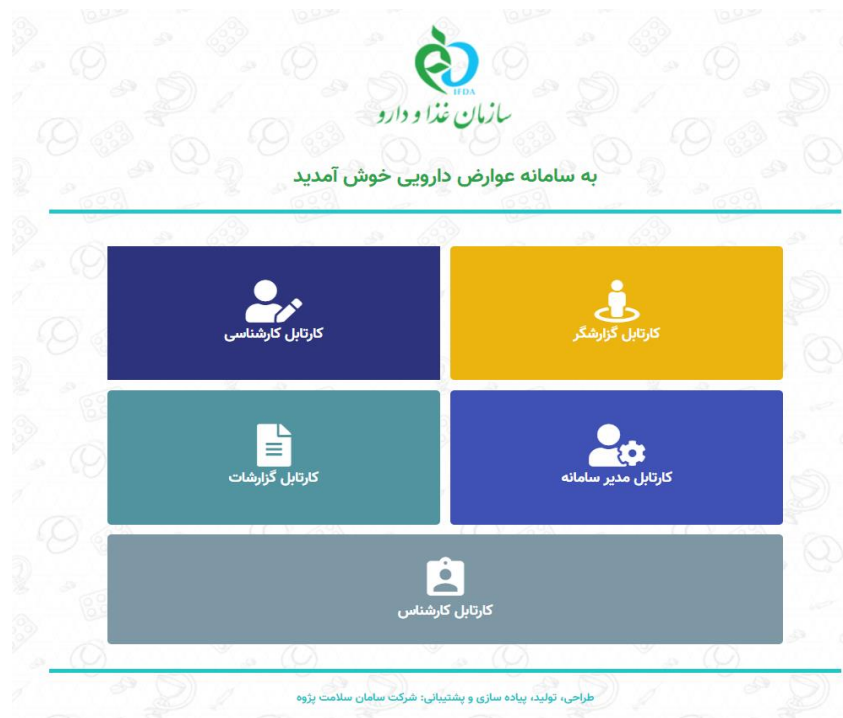 IFDA
سازمان غذا و دارو
به سامانه عوارض دارویی خوش آمدید
کارتابل گزارشگر
کارتابل کارشناسی
کارتابل مدیر سامانه
کارتابل گزارشات
کارتابل کارشناس
طراحی، تولید، پیاده سازی و پشتیبانی: شرکت سامان سلامت پژوه